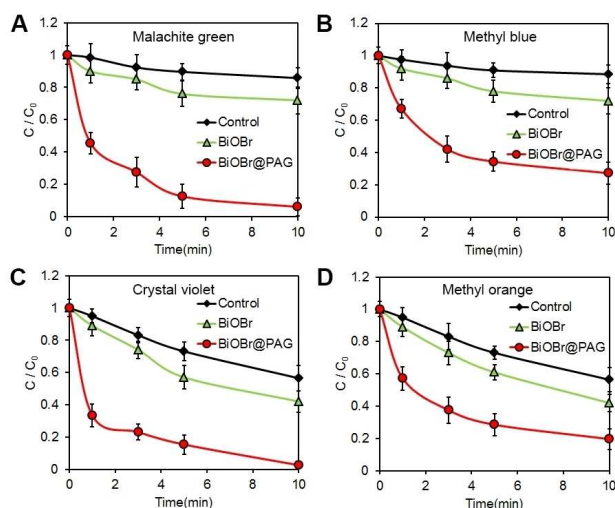 A
Malachite green
1.2
1
0.8
0.6
0.4
0.2
0
C / C0
Control
BiOBr
BiOBr@PAG
0 2 4 6 8 10
Time(min)
B
Methyl blue
1.2
1
0.8
0.6
0.4
0.2
0
C / C0
Control
BiOBr
BiOBr@PAG
0 2 4 6 8 10
Time(min)
C
Crystal violet
1.2
1
0.8
0.6
0.4
0.2
0
C / C0
Control
BiOBr
BiOBr@PAG
0 2 4 6 8 10
Time(min)
D
Methyl orange
1.2
1
0.8
0.6
0.4
0.2
0
C / C0
Control
BiOBr
BiOBr@PAG
0 2 4 6 8 10
Time(min)